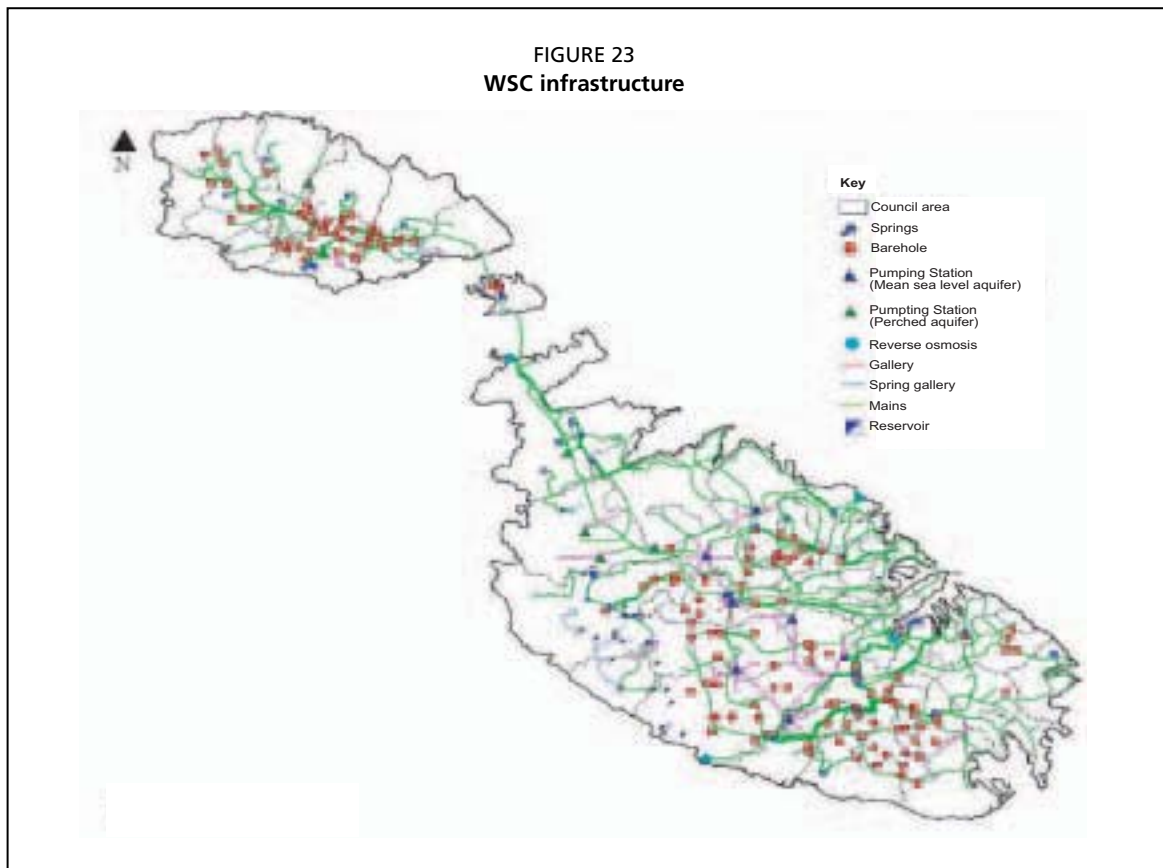 FIGURE 23
WSC infrastructure
N
Key
Council area
Springs
Barehole
Pumping Station
(Mean sea level aquifer)
Pumpting Station
(Perched aquifer)
Reverse osmosis
Gallery
Spring gallery
Mains
Reservoir